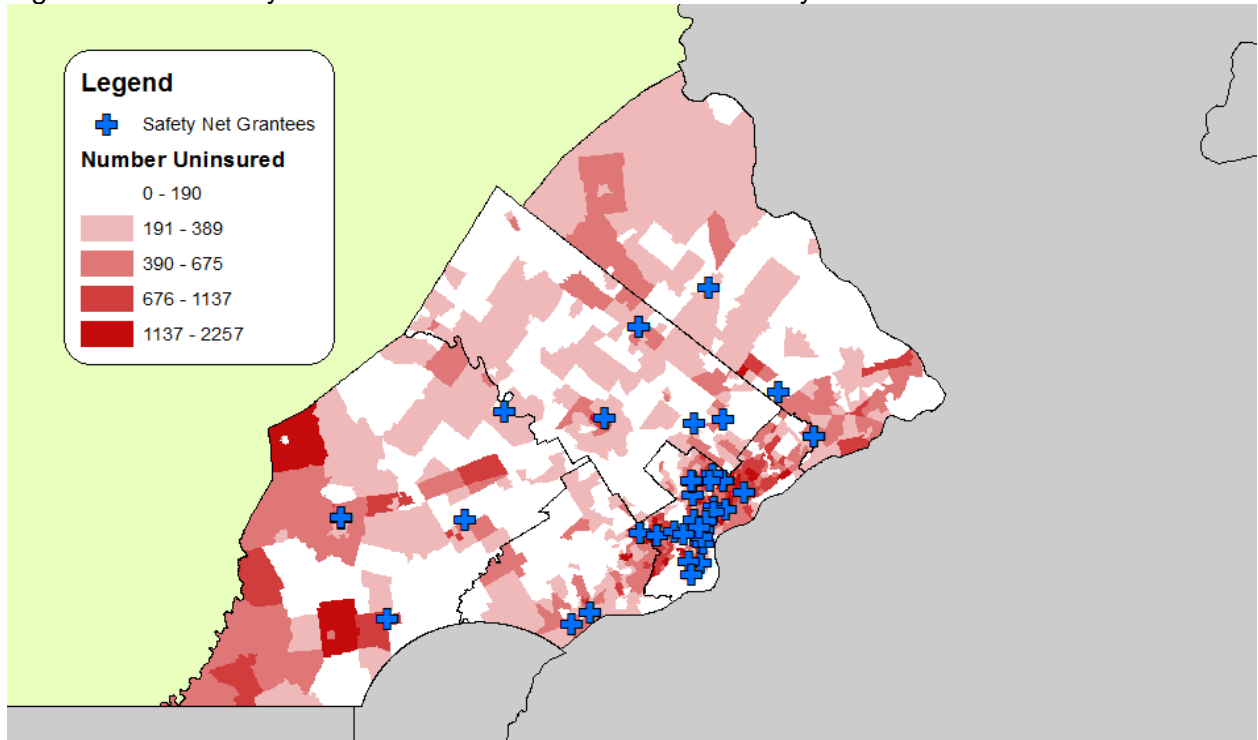 Legend
Safety Net Grantees
Number Uninsured
0 - 190
191 - 389
390 - 675
676 - 1137
1137 - 2257